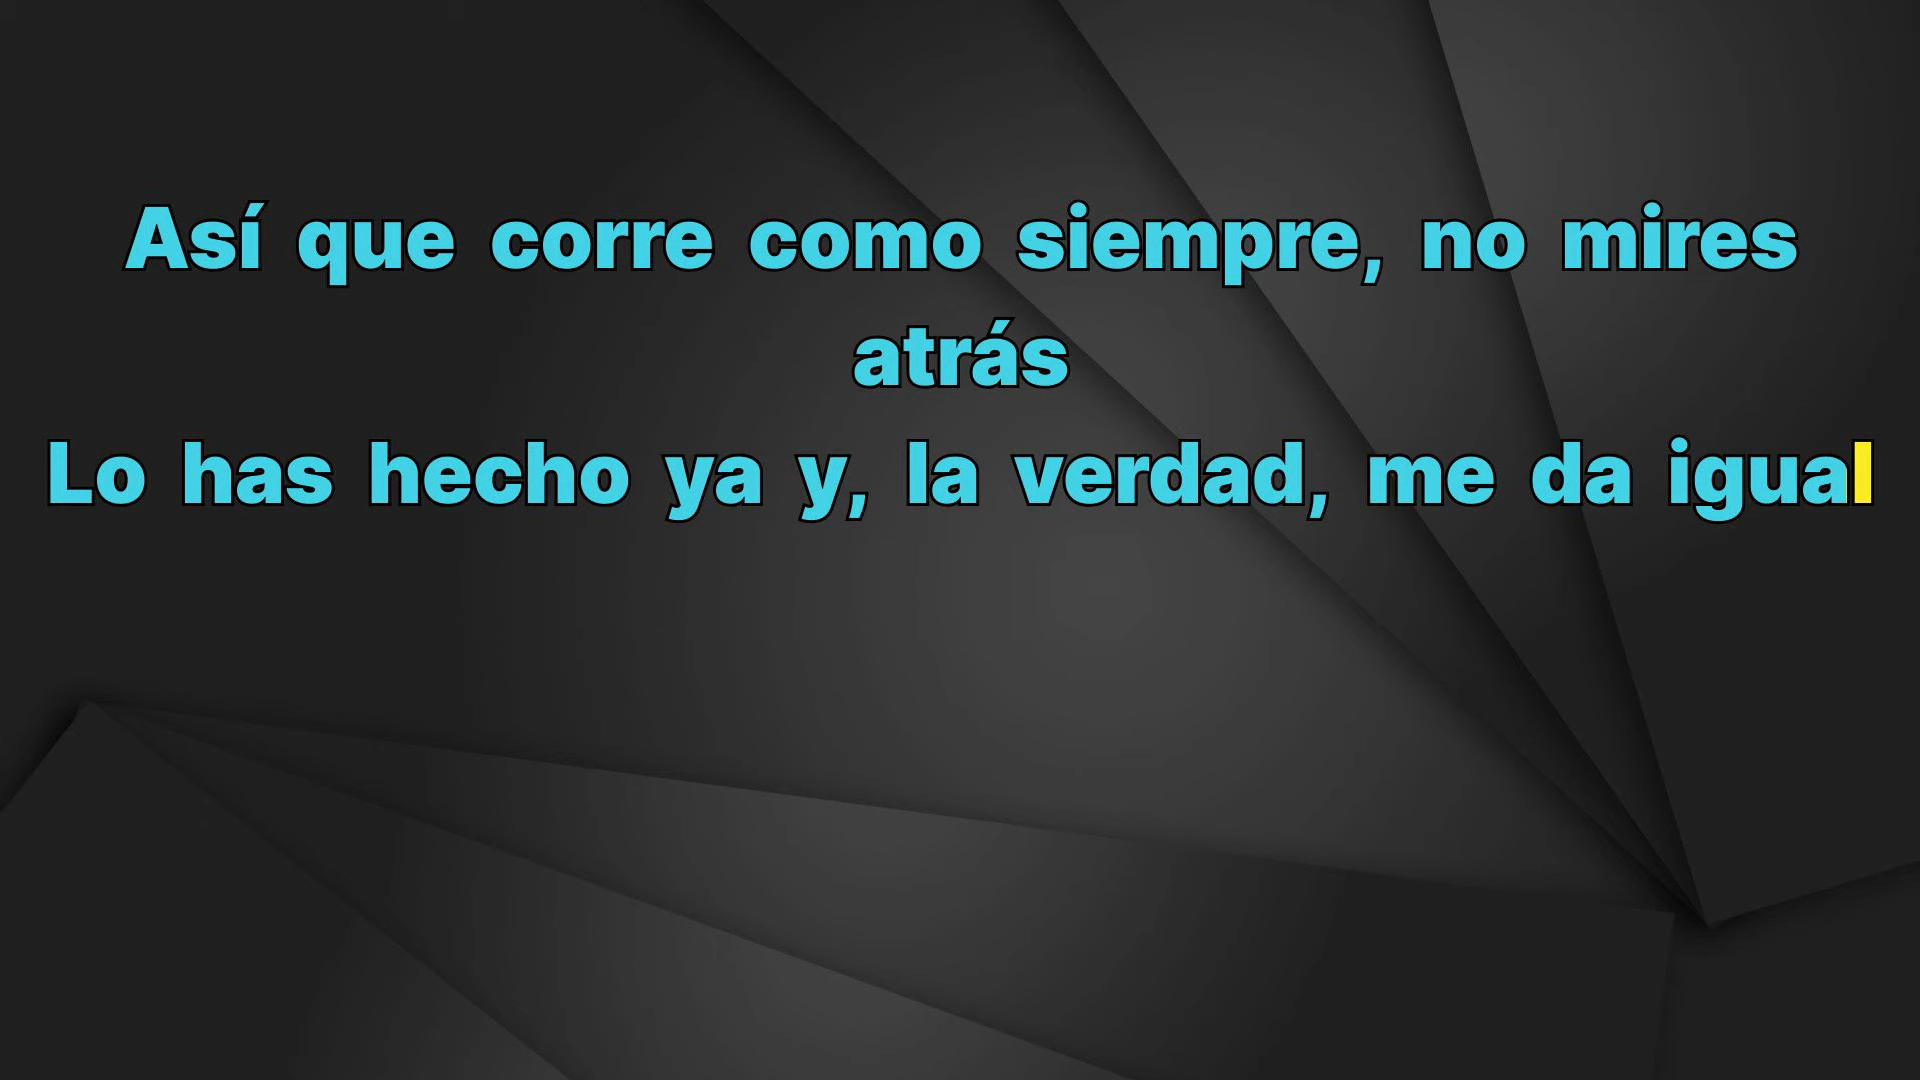 Así que corre como siempre, no mires
atrás
Lo has hecho ya y, la verdad, me da igual